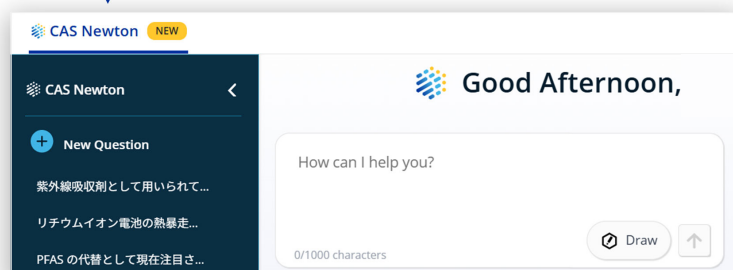 CAS Newton NEW
CAS Newton
New Question
紫外線吸収剤として用いられて...
リチウムイオン電池の熱暴走...
PFAS の代替として現在注目さ...
Good Afternoon,
How can I help you?
0/1000 characters
Draw